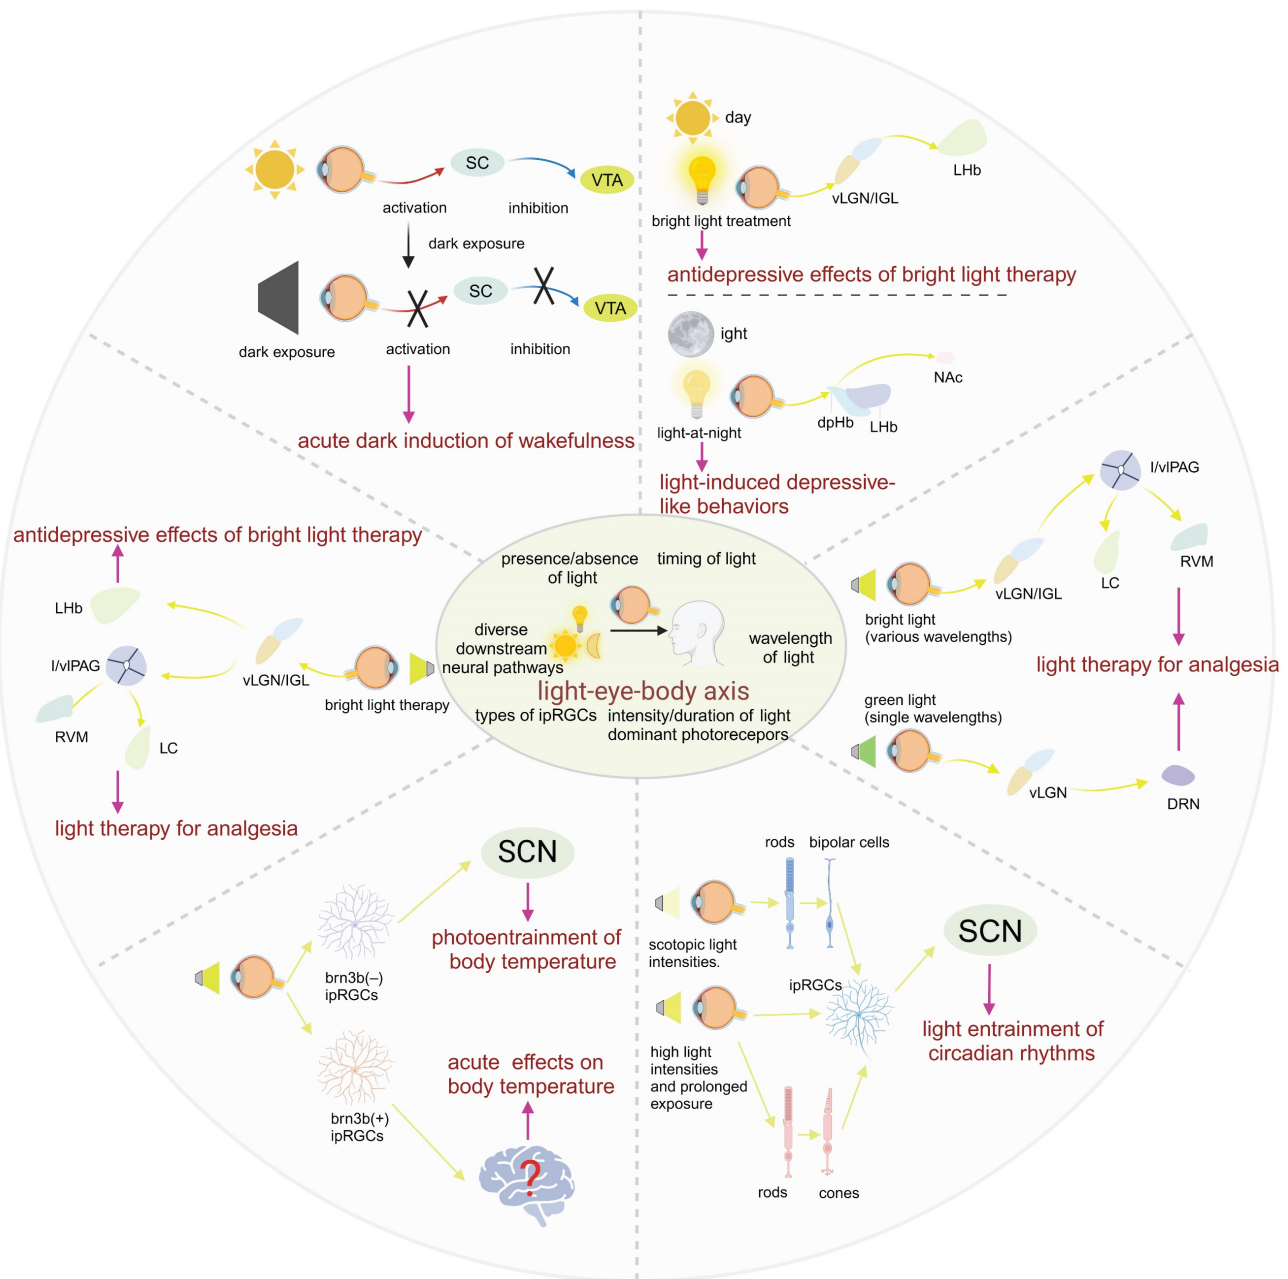 SC
VTA
activation
inhibition
dark exposure
SC
VTA
dark exposure
activation
inhibition
acute dark induction of wakefulness
day
LHb
vLGN/IGL
bright light treatment
antidepressive effects of bright light therapy
ight
NAc
dpHb
LHb
light-at-night
light-induced depressive-
like behaviors
I/vlPAG
RVM
LC
vLGN/IGL
bright light
(various wavelengths)
light therapy for analgesia
green light
(single wavelengths)
vLGN
DRN
antidepressive effects of bright light therapy
LHb
I/vlPAG
vLGN/IGL
bright light therapy
RVM
LC
light therapy for analgesia
presence/absence
of light
timing of light
diverse
downstream
neural pathways
wavelength
of light
light-eye-body axis
types of ipRGCs
intensity/duration of light
dominant photorecepors
SCN
photoentrainment of
body temperature
brn3b(–)
ipRGCs
acute effects on
body temperature
brn3b(+)
ipRGCs
?
rods
bipolar cells
scotopic light
intensities.
ipRGCs
SCN
light entrainment of
circadian rhythms
high light
intensities
and prolonged
exposure
rods
cones